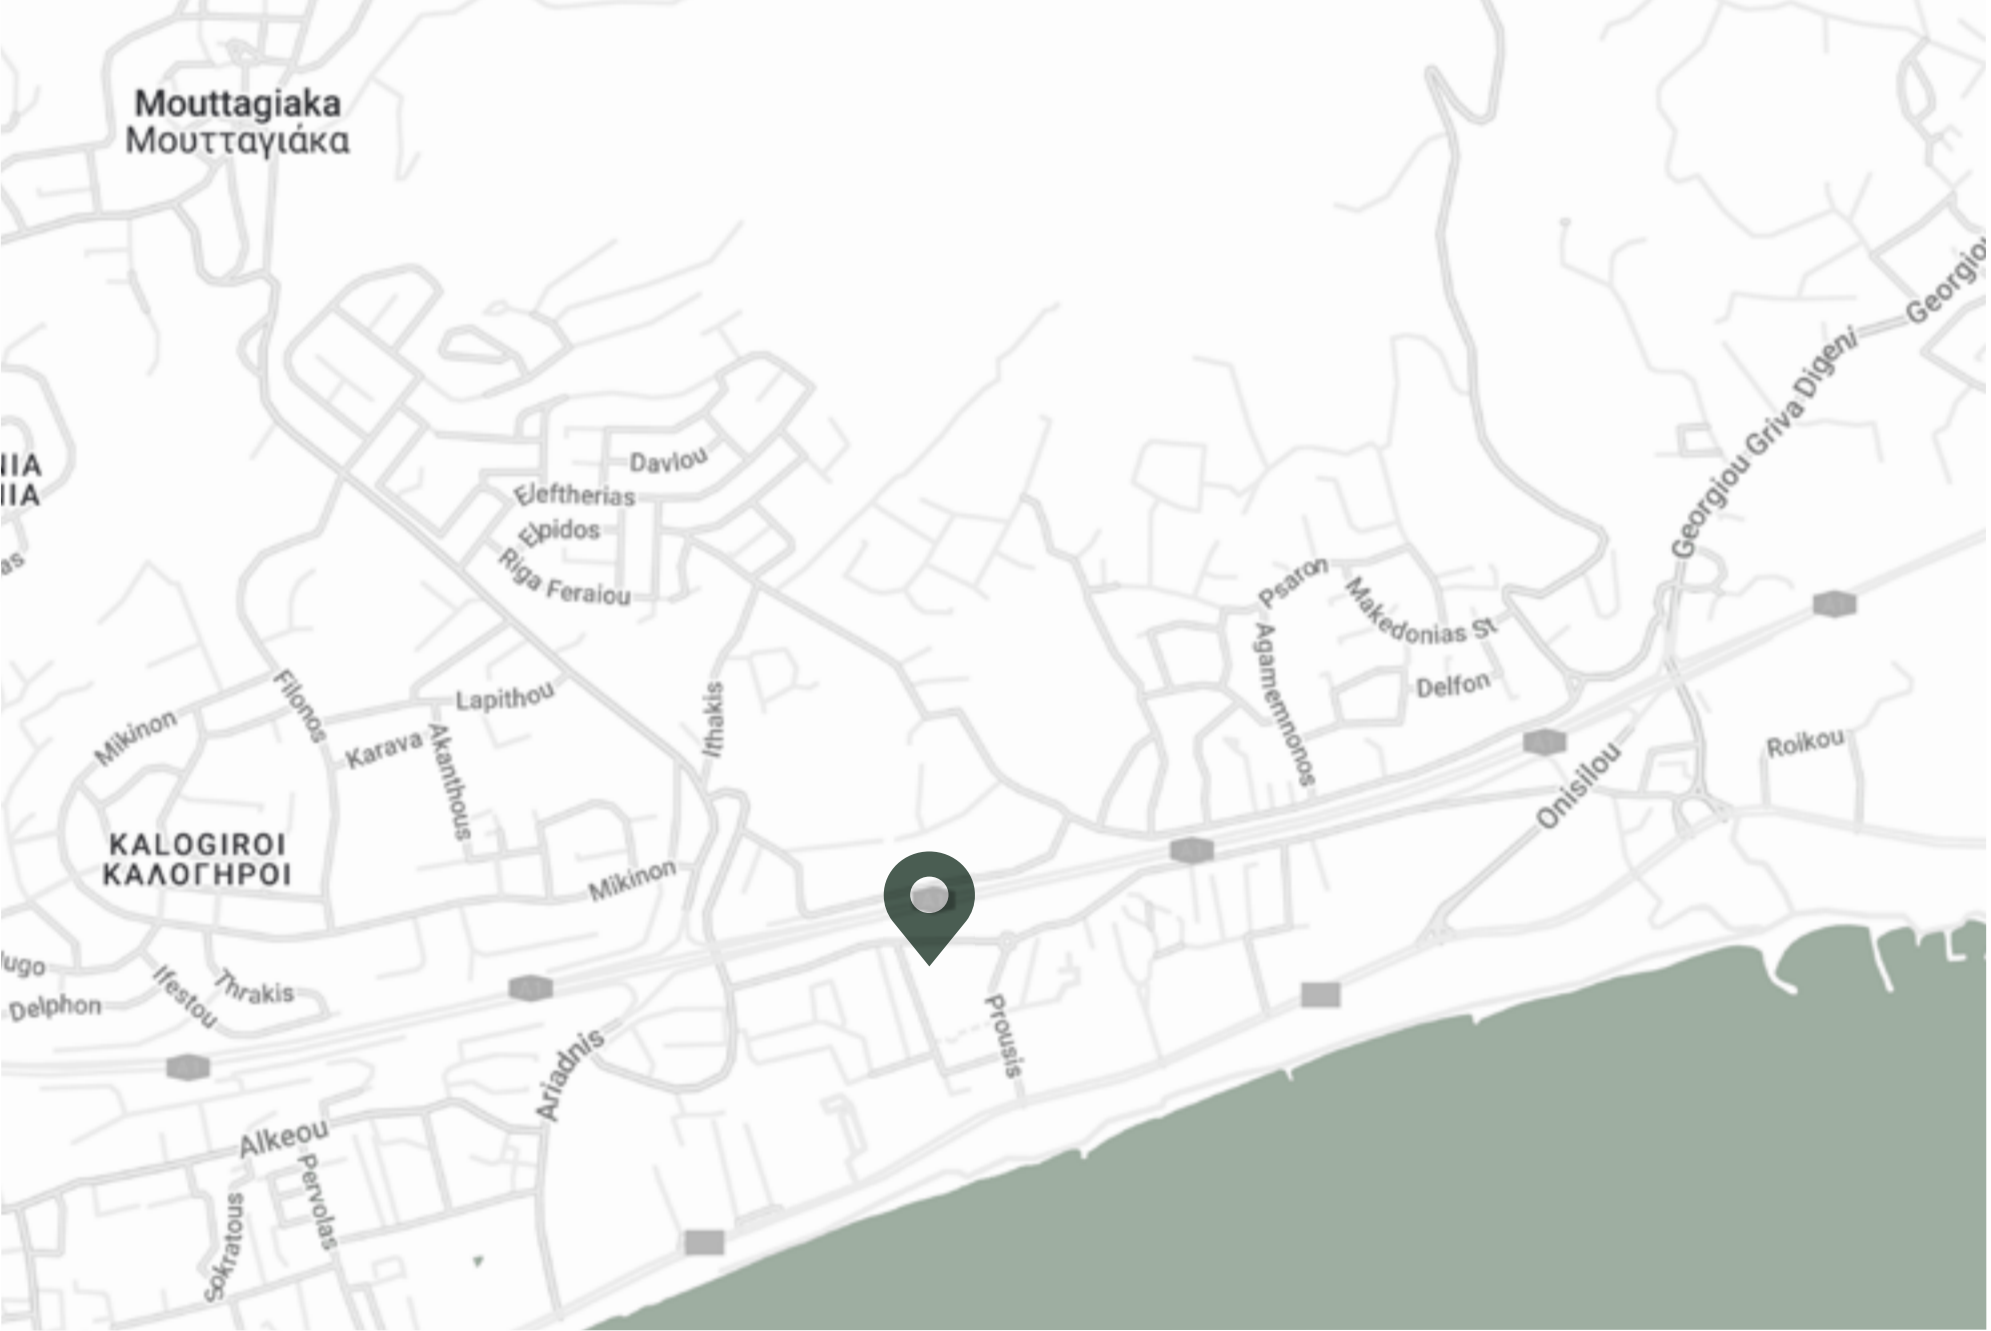 Mouttagiaka
Μουτταγιάκα
Georgiou
Georgiou Griva Digeni
Davlou
Eleftherias
Elpidos
Riga Feraiou
Psaron
Makedonias St
Agamemnonos
Delfon
Filonos
Lapithou
Mikinon
Karava
Akanthous
Ithakis
Roikou
Onisilou
KALOGIROI
ΚΑΛΟΓΗΡΟΙ
Mikinon
Ifestou
Thrakis
Delphon
Prousis
Ariadnis
Alkeou
Pervolas
Sokratous